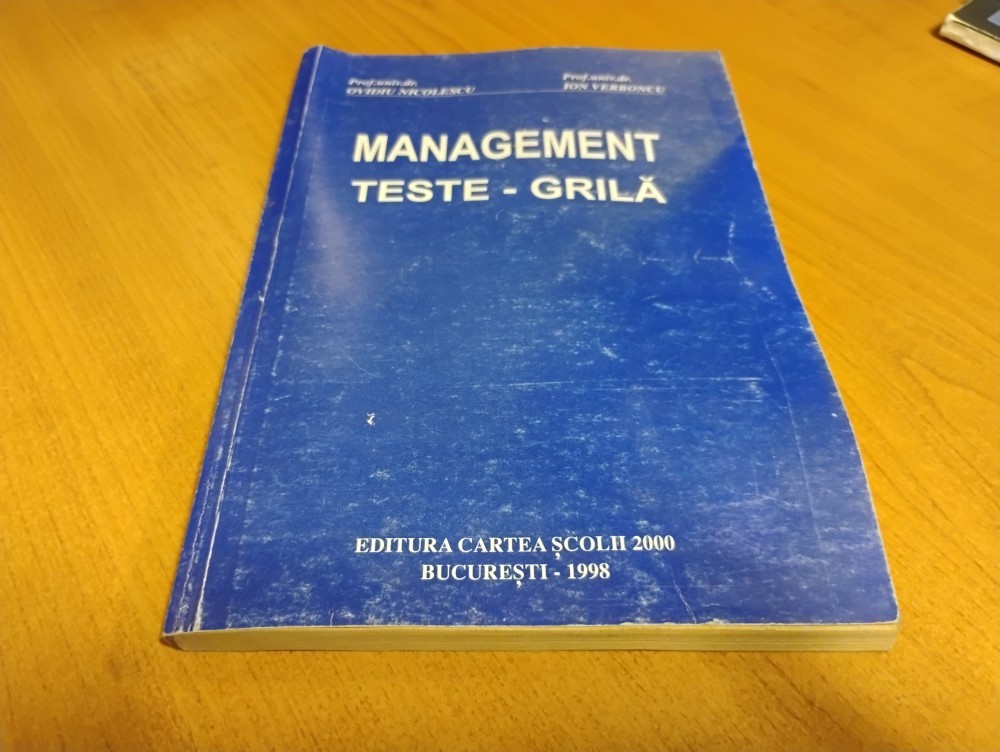 Prof.univ.dr.
OVIDIU NICOLESCU
Prof.univ.dr.
ION VERBONCU
MANAGEMENT
TESTE - GRILĂ
EDITURA CARTEA ȘCOLII 2000
BUCUREȘTI - 1998